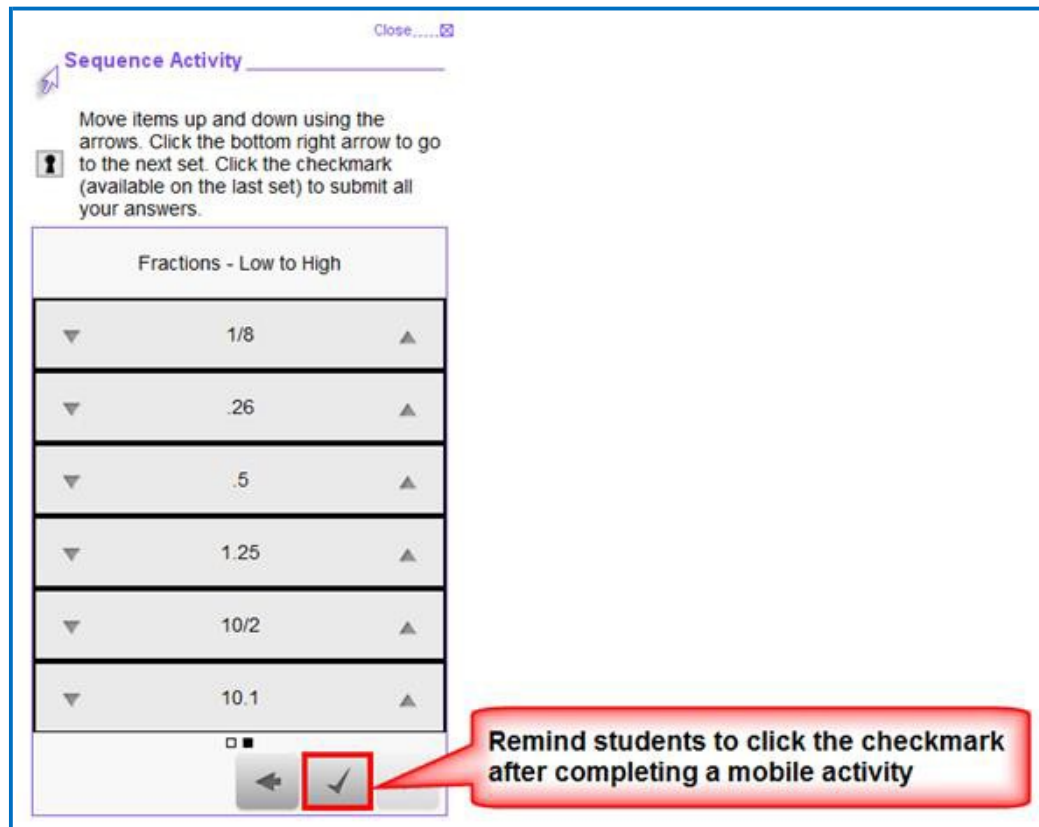 Close.....☒
Sequence Activity
Move items up and down using the
arrows. Click the bottom right arrow to go
to the next set. Click the checkmark
(available on the last set) to submit all
your answers.
Fractions - Low to High
1/8
.26
.5
1.25
10/2
10.1
Remind students to click the checkmark
after completing a mobile activity